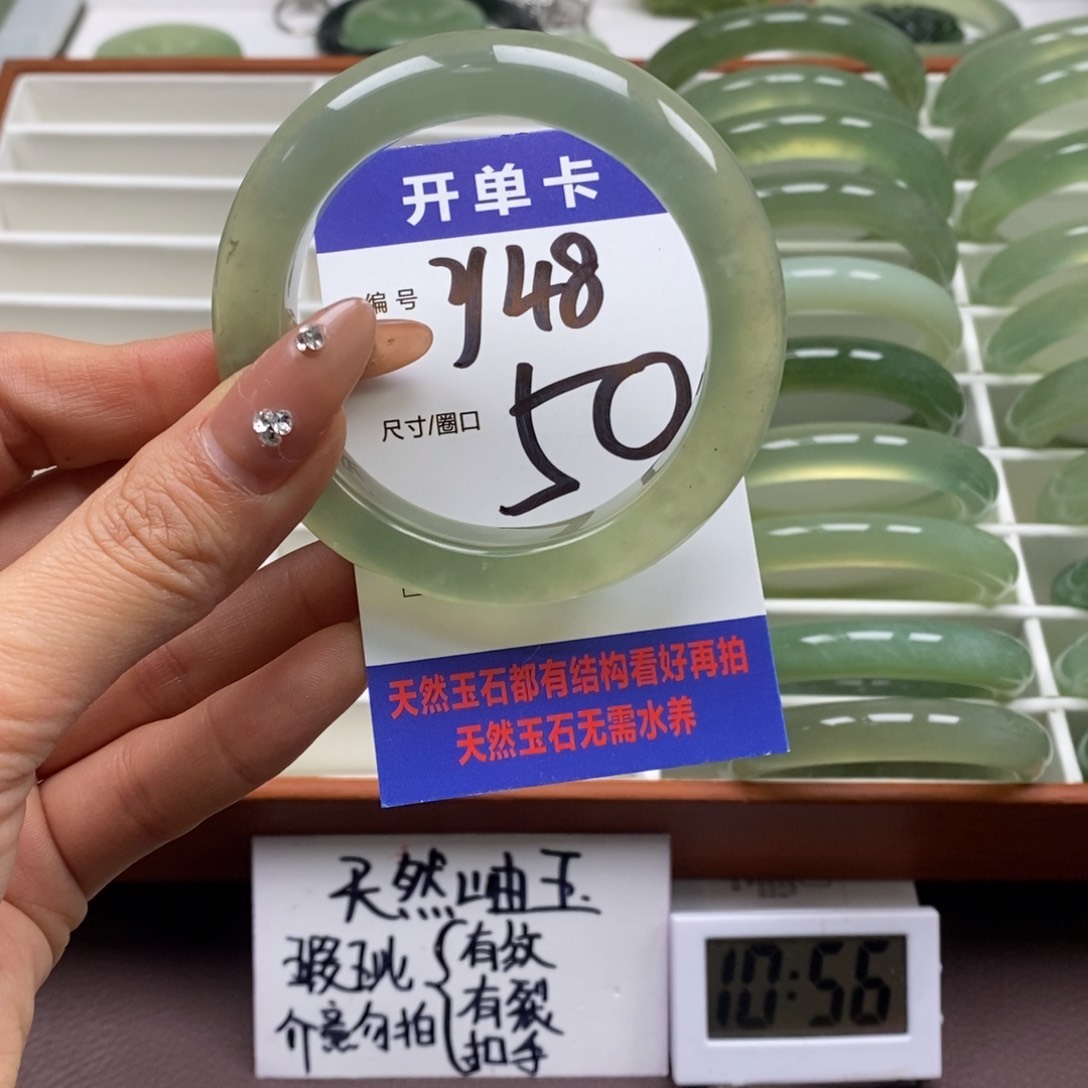 开单卡
编号 Y48
尺寸/圈口 50
天然玉石都有结构看好再拍
天然玉石无需水养
天然岫玉
瑕玼 { 有纹
有裂
介意勿拍 扣手
10:56